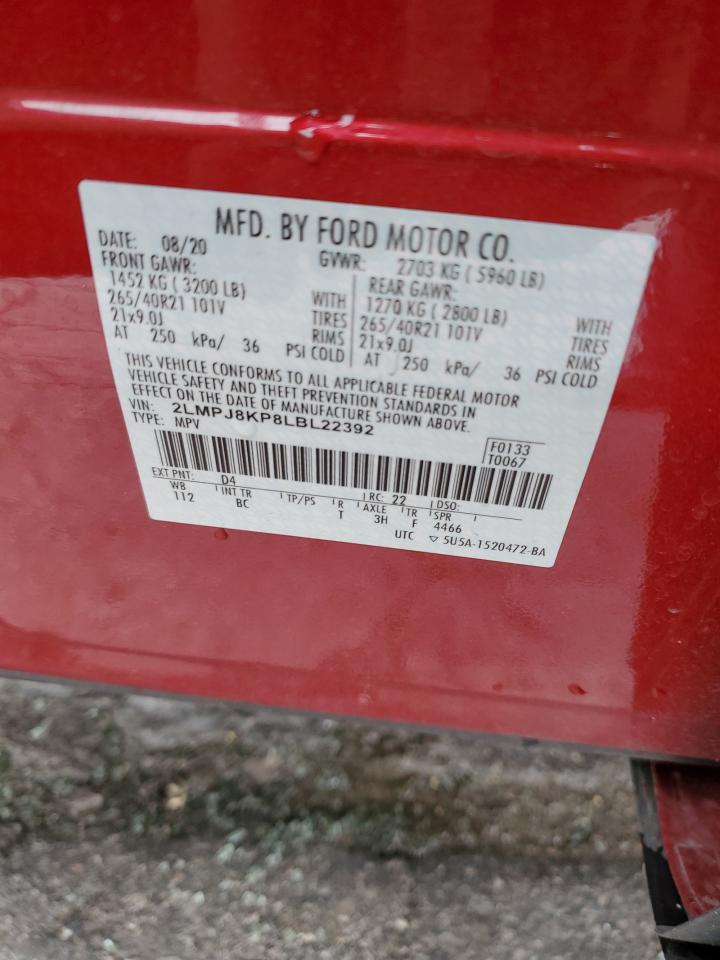 MFD. BY FORD MOTOR CO.
DATE: 08/20 GVWR: 2703 KG ( 5960 LB)
FRONT GAWR: REAR GAWR:
1452 KG ( 3200 LB) WITH 1270 KG ( 2800 LB) WITH
265/40R21 101V TIRES 265/40R21 101V TIRES
21x9.0J RIMS 21x9.0J RIMS
AT 250 kPa/ 36 PSI COLD AT 250 kPa/ 36 PSI COLD
THIS VEHICLE CONFORMS TO ALL APPLICABLE FEDERAL MOTOR
VEHICLE SAFETY AND THEFT PREVENTION STANDARDS IN
EFFECT ON THE DATE OF MANUFACTURE SHOWN ABOVE.
VIN: 2LMPJ8KP8LBL22392
TYPE: MPV
F0133
T0067
EXT PNT: D4 RC: 22 DSO:
WB INT TR TP/PS R AXLE TR SPR
112 BC T 3H F 4466
UTC ▽ 5U5A-1520472-BA